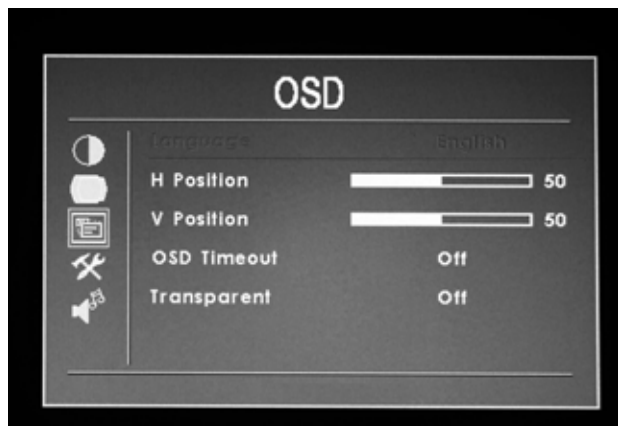 OSD
Language English
H Position 50
V Position 50
OSD Timeout Off
Transparent Off